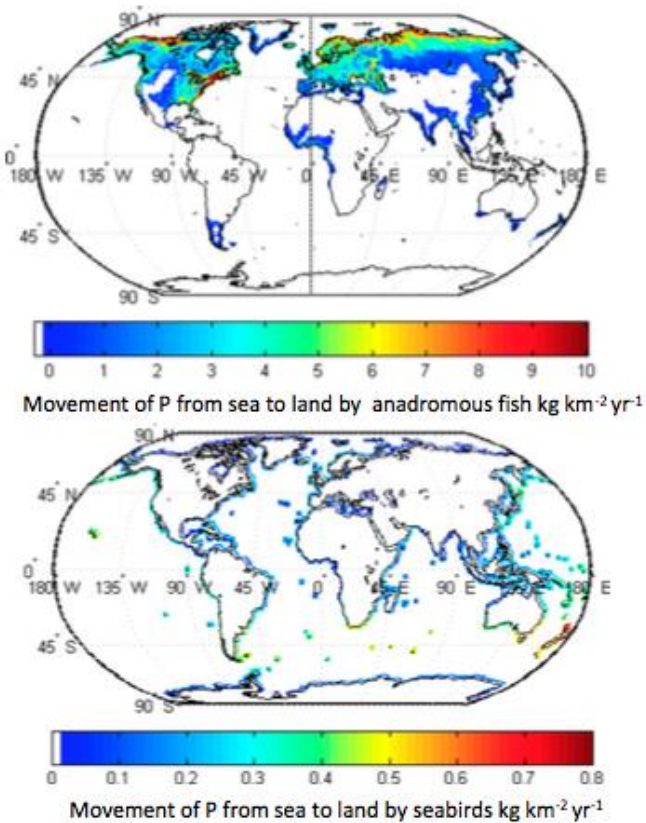 90° N
45° N
0°
180° W 135° W 90° W 45° W 0° 45° E 90° E 135° E 180° E
45° S
90° S
0 1 2 3 4 5 6 7 8 9 10
Movement of P from sea to land by anadromous fish kg km⁻² yr⁻¹
90° N
45° N
0°
180° W 135° W 90° W 45° W 0° 45° E 90° E 180° E
45° S
90° S
0 0.1 0.2 0.3 0.4 0.5 0.6 0.7 0.8
Movement of P from sea to land by seabirds kg km⁻² yr⁻¹